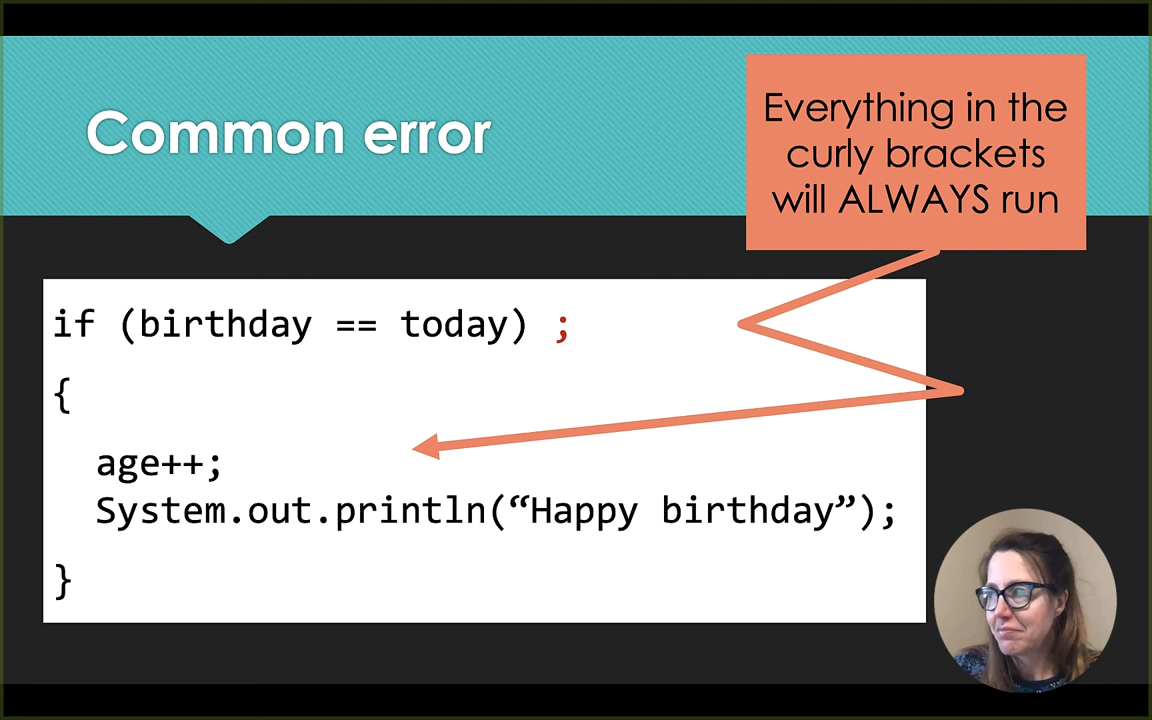 Common error
Everything in the
curly brackets
will ALWAYS run
if (birthday == today) ;
{
age++;
System.out.println(“Happy birthday”);
}